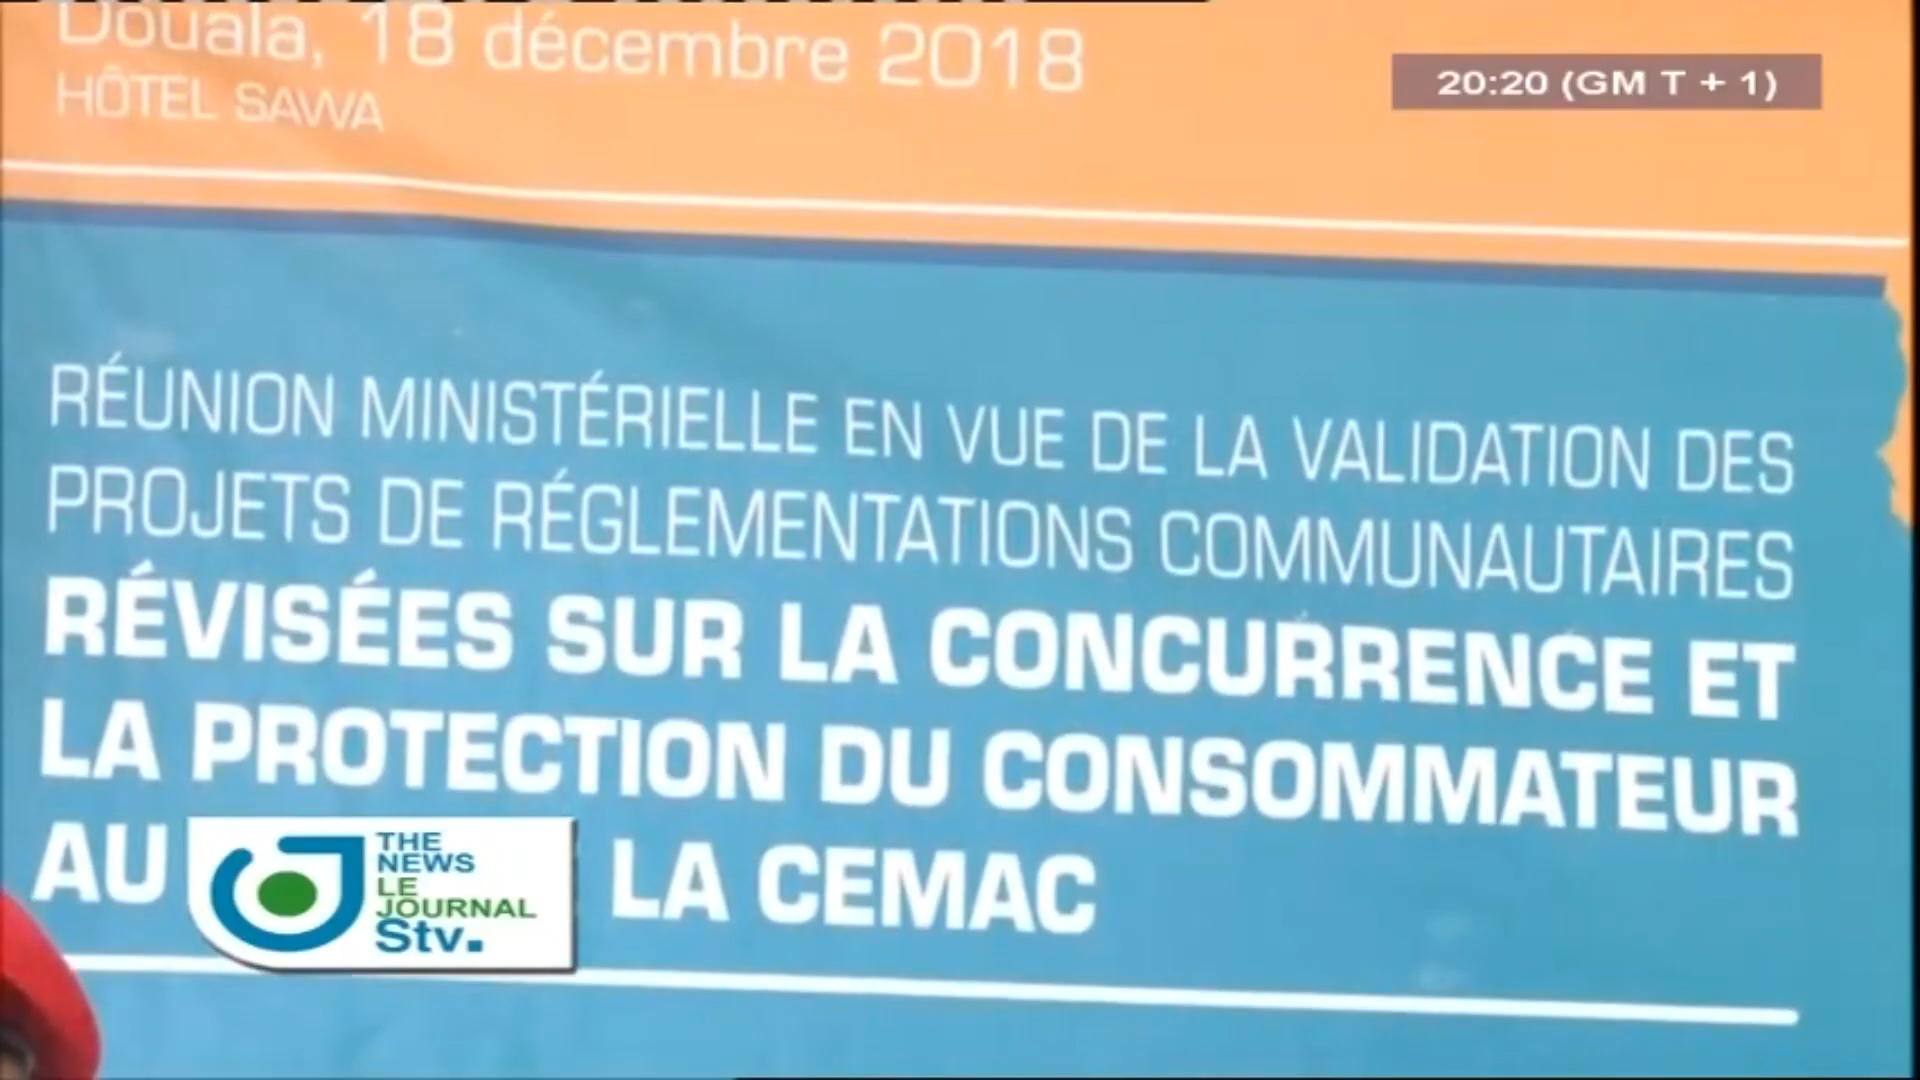 Douala, 18 décembre 2018
HÔTEL SAWA
20:20 (GM T + 1)
RÉUNION MINISTÉRIELLE EN VUE DE LA VALIDATION DES
PROJETS DE RÉGLEMENTATIONS COMMUNAUTAIRES
RÉVISÉES SUR LA CONCURRENCE ET
LA PROTECTION DU CONSOMMATEUR
AU LA CEMAC
THE
NEWS
LE
JOURNAL
Stv.